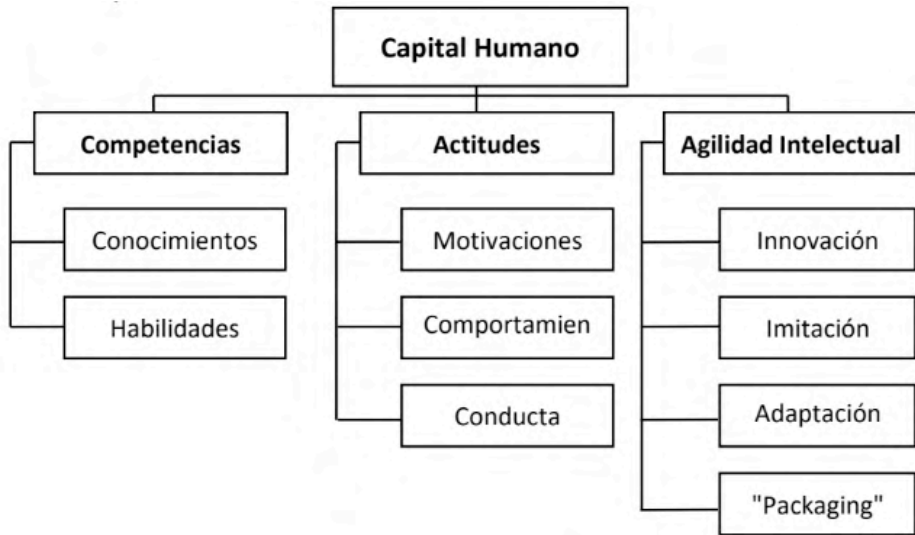 Capital Humano
Competencias
Conocimientos
Habilidades
Actitudes
Motivaciones
Comportamien
Conducta
Agilidad Intelectual
Innovación
Imitación
Adaptación
"Packaging"